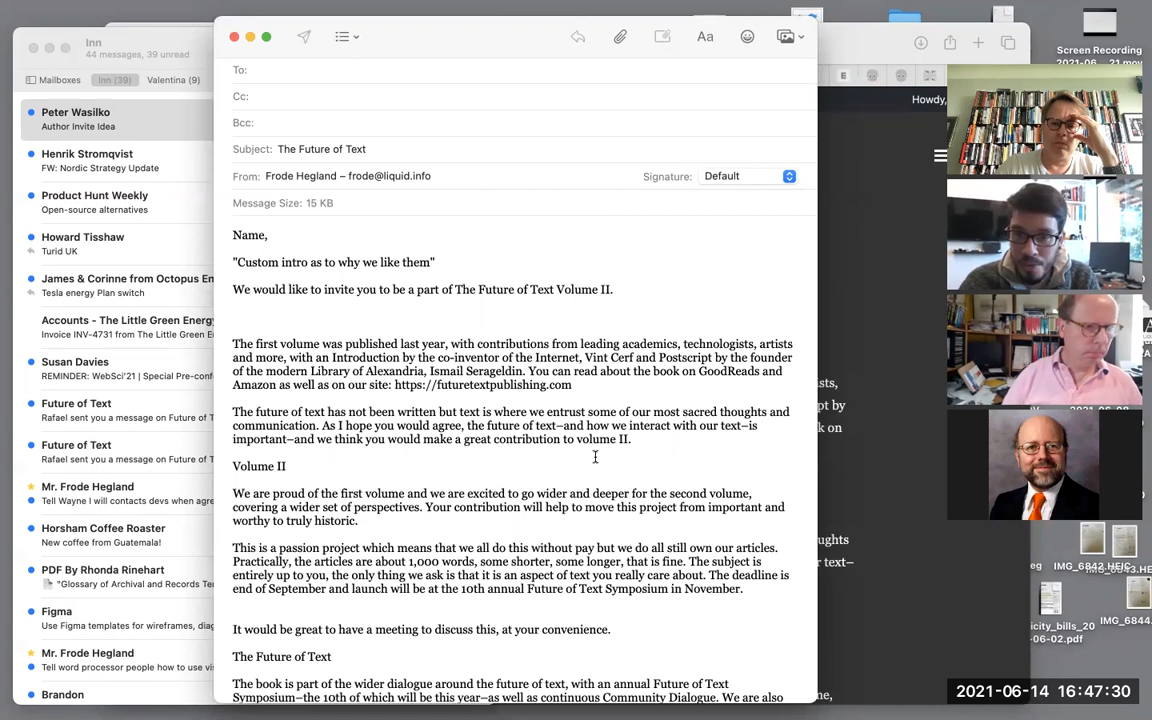 Inn
44 messages, 39 unread
Mailboxes
Inn (39)
Valentina (9)
Peter Wasilko
Author Invite Idea
Henrik Stromqvist
FW: Nordic Strategy Update
Product Hunt Weekly
Open-source alternatives
Howard Tisshaw
Turid UK
James & Corinne from Octopus En
Tesla energy Plan switch
Accounts - The Little Green Energy
Invoice INV-4731 from The Little Green E
Susan Davies
REMINDER: WebSci'21 | Special Pre-conf
Future of Text
Rafael sent you a message on Future of T
Future of Text
Rafael sent you a message on Future of T
Mr. Frode Hegland
Tell Wayne I will contacts devs when agre
Horsham Coffee Roaster
New coffee from Guatemala!
PDF By Rhonda Rinehart
"Glossary of Archival and Records Ter
Figma
Use Figma templates for wireframes, diag
Mr. Frode Hegland
Tell word processor people how to use vi
Brandon
To:
Cc:
Bcc:
Subject: The Future of Text
From: Frode Hegland – frode@liquid.info
Signature: Default
Message Size: 15 KB
Name,
"Custom intro as to why we like them"
We would like to invite you to be a part of The Future of Text Volume II.
The first volume was published last year, with contributions from leading academics, technologists, artists
and more, with an Introduction by the co-inventor of the Internet, Vint Cerf and Postscript by the founder
of the modern Library of Alexandria, Ismail Serageldin. You can read about the book on GoodReads and
Amazon as well as on our site: https://futuretextpublishing.com
The future of text has not been written but text is where we entrust some of our most sacred thoughts and
communication. As I hope you would agree, the future of text–and how we interact with our text–is
important–and we think you would make a great contribution to volume II.
Volume II
We are proud of the first volume and we are excited to go wider and deeper for the second volume,
covering a wider set of perspectives. Your contribution will help to move this project from important and
worthy to truly historic.
This is a passion project which means that we all do this without pay but we do all still own our articles.
Practically, the articles are about 1,000 words, some shorter, some longer, that is fine. The subject is
entirely up to you, the only thing we ask is that it is an aspect of text you really care about. The deadline is
end of September and launch will be at the 10th annual Future of Text Symposium in November.
It would be great to have a meeting to discuss this, at your convenience.
The Future of Text
The book is part of the wider dialogue around the future of text, with an annual Future of Text
Symposium–the 10th of which will be this year–as well as continuous Community Dialogue. We are also
Aa
E
Howdy,
Screen Recording
ists,
pt by
k on
ughts
r text–
me,
IMG_6842.HEIC
IMG_6844.
icity_bills_20
-06-02.pdf
2021-06-14 16:47:30